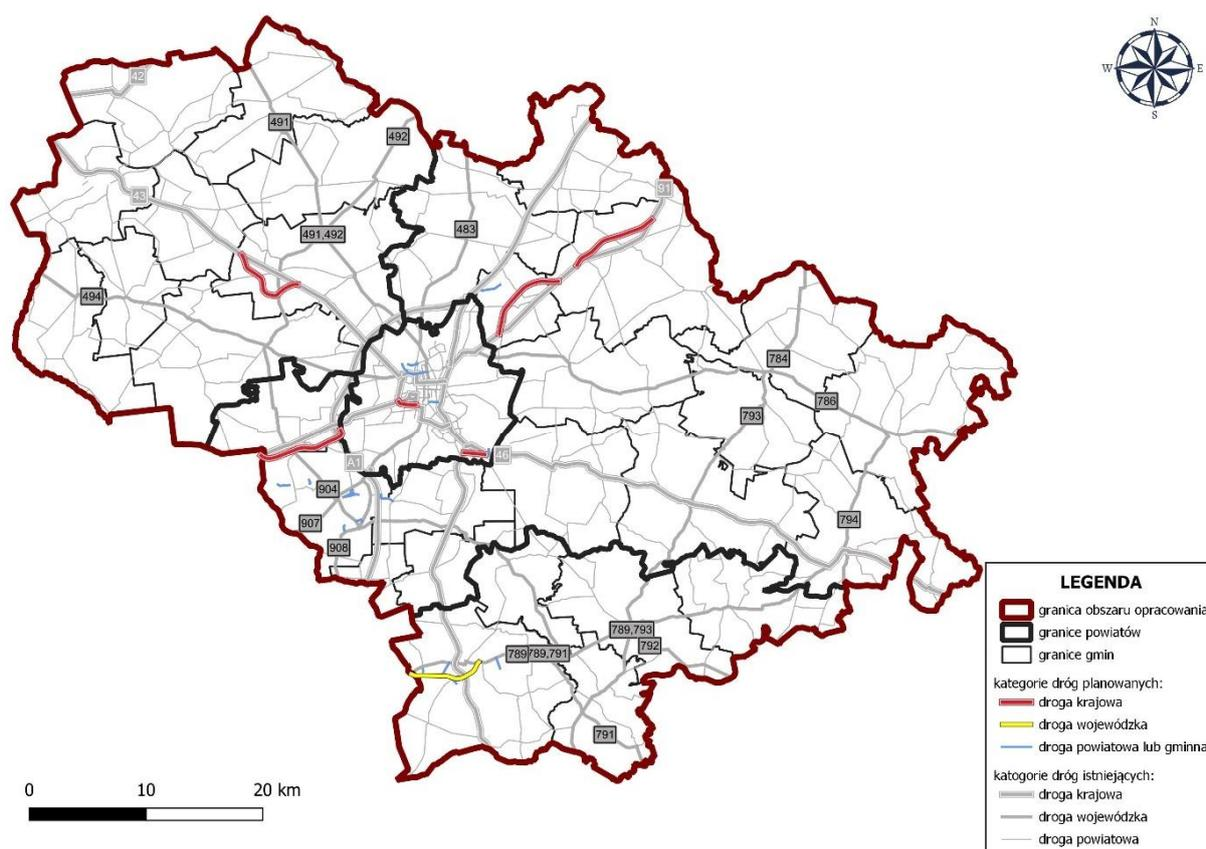 N
W
E
S
42
491
492
43
91
483
491,492
494
784
786
793
46
A1
904
907
908
794
789,793
792
789
789,791
791
LEGENDA
granica obszaru opracowania
granice powiatów
granice gmin
kategorie dróg planowanych:
droga krajowa
droga wojewódzka
droga powiatowa lub gminna
katogorie dróg istniejących:
droga krajowa
droga wojewódzka
droga powiatowa
0 10 20 km